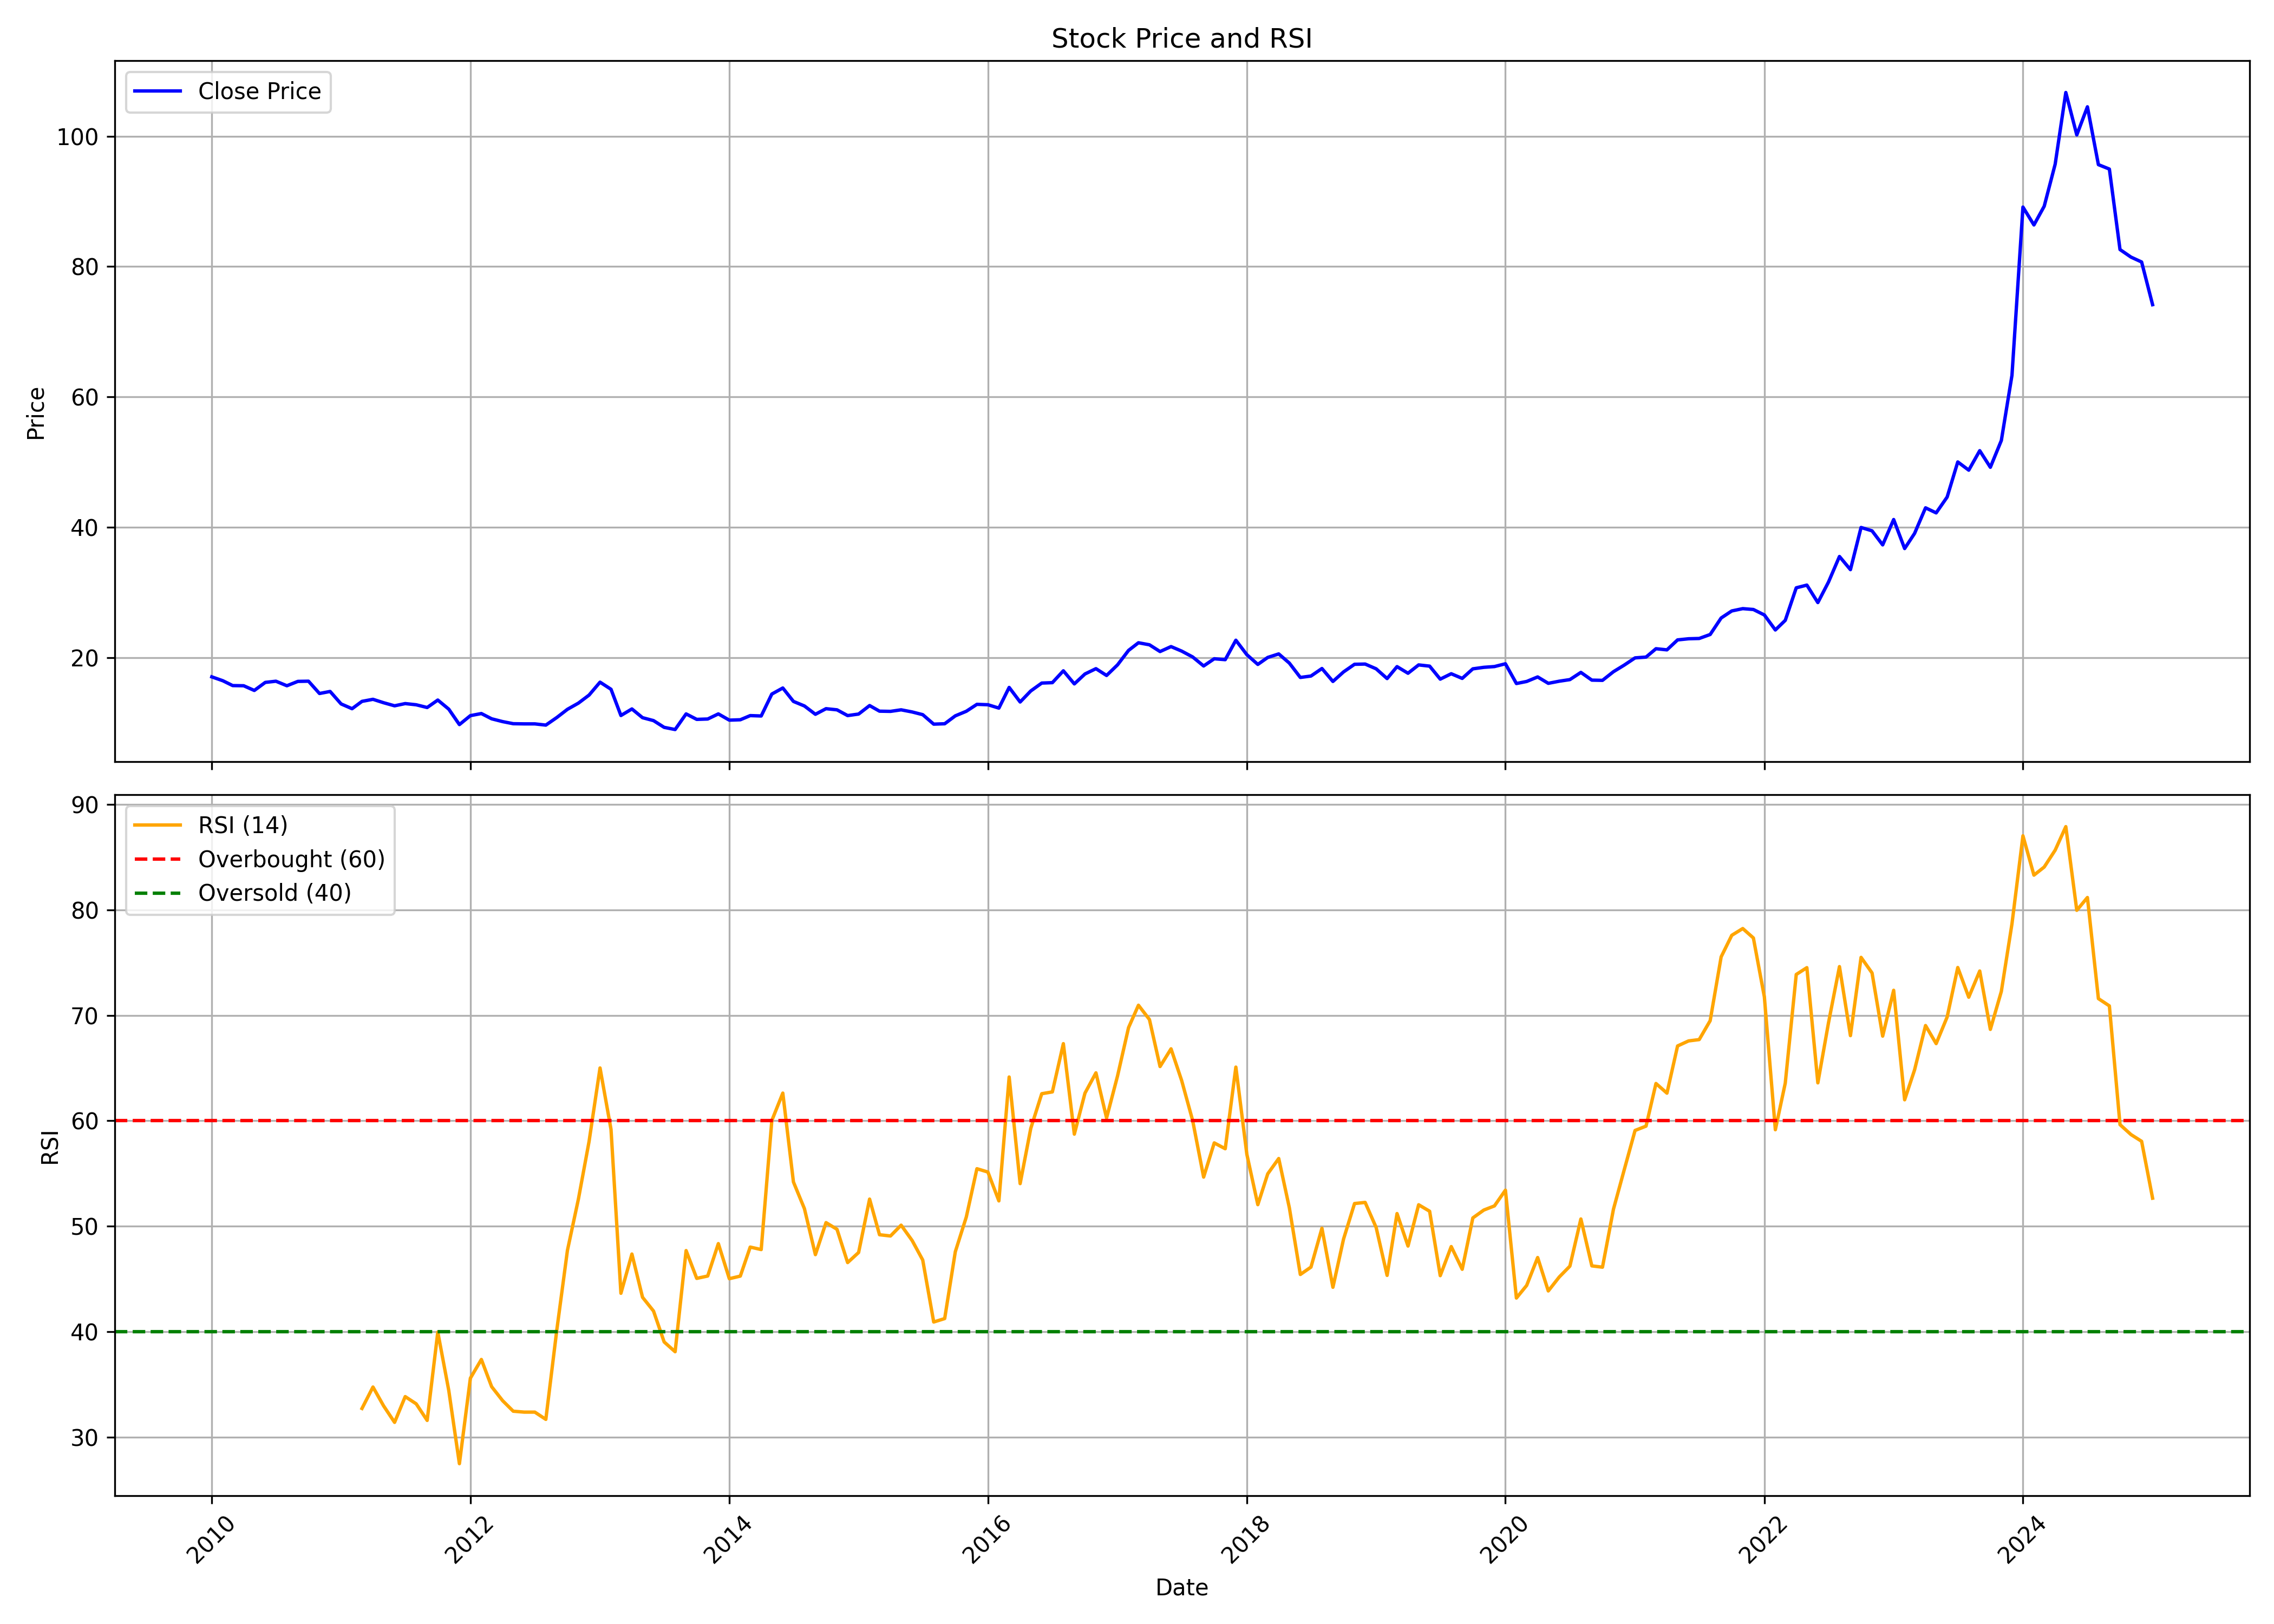 Stock Price and RSI
Close Price
100
80
60
40
20
Price
90
80
70
60
50
40
30
RSI
RSI (14)
Overbought (60)
Oversold (40)
2010
2012
2014
2016
2018
2020
2022
2024
Date